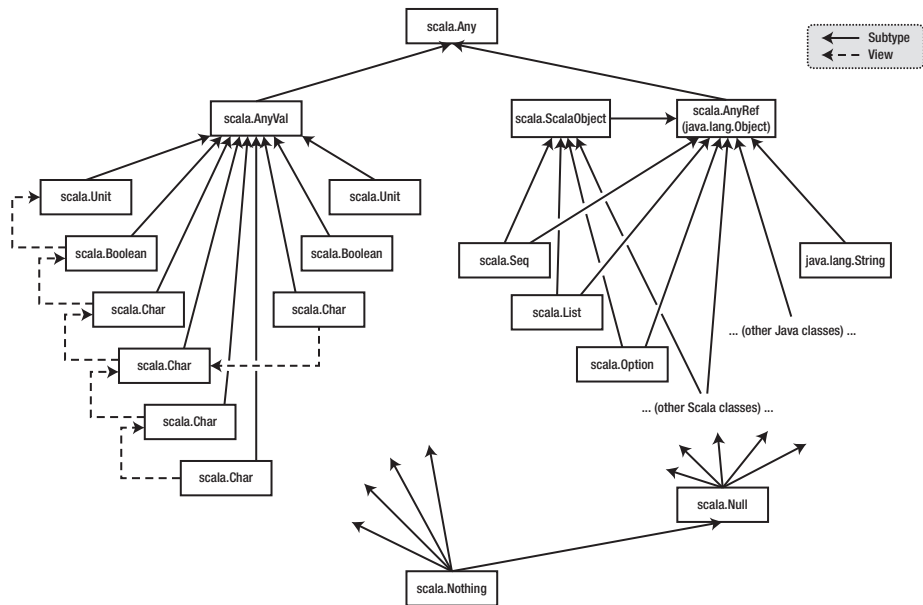 scala.Any
Subtype
View
scala.AnyVal
scala.ScalaObject
scala.AnyRef
(java.lang.Object)
scala.Unit
scala.Unit
scala.Boolean
scala.Boolean
scala.Seq
java.lang.String
scala.Char
scala.Char
scala.List
... (other Java classes) ...
scala.Char
scala.Option
... (other Scala classes) ...
scala.Char
scala.Char
scala.Null
scala.Nothing